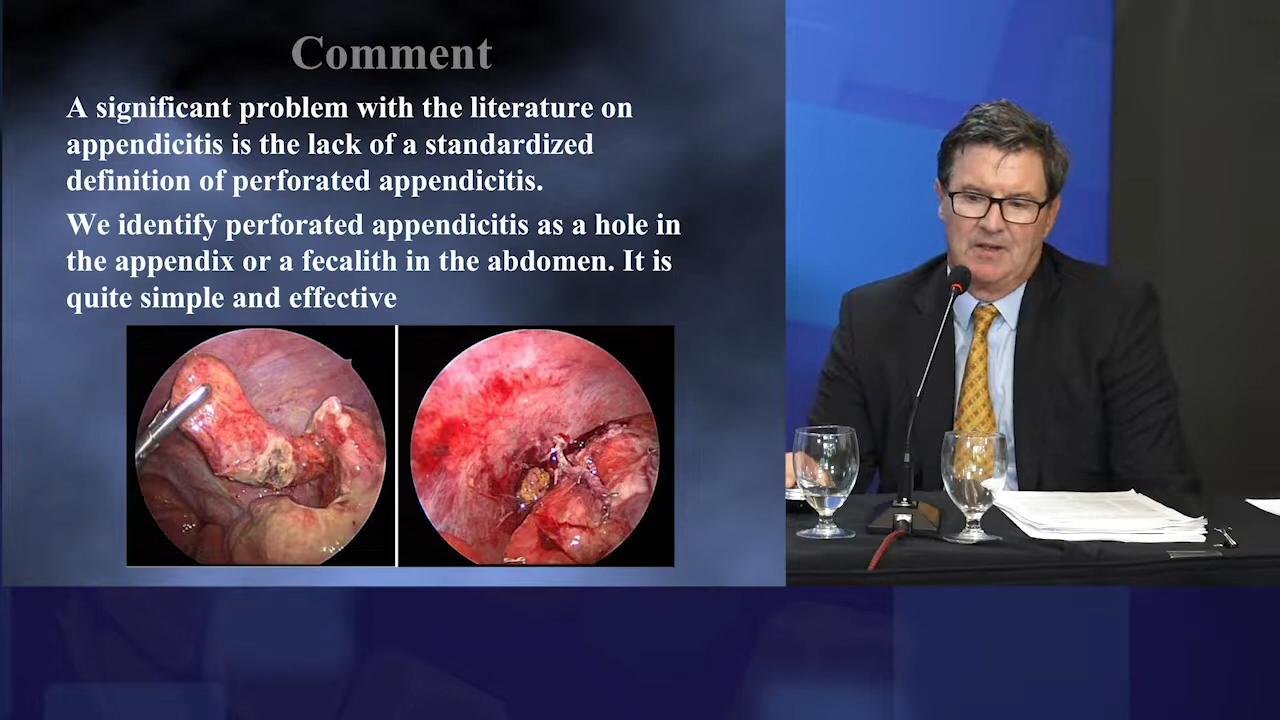 Comment
A significant problem with the literature on
appendicitis is the lack of a standardized
definition of perforated appendicitis.
We identify perforated appendicitis as a hole in
the appendix or a fecalith in the abdomen. It is
quite simple and effective